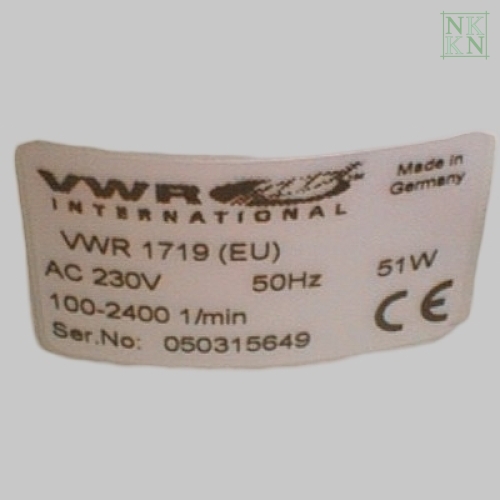 NK
KN
VWR
INTERNATIONAL
Made in
Germany
VWR 1719 (EU)
AC 230V 50Hz 51W
100-2400 1/min
CE
Ser.No: 050315649